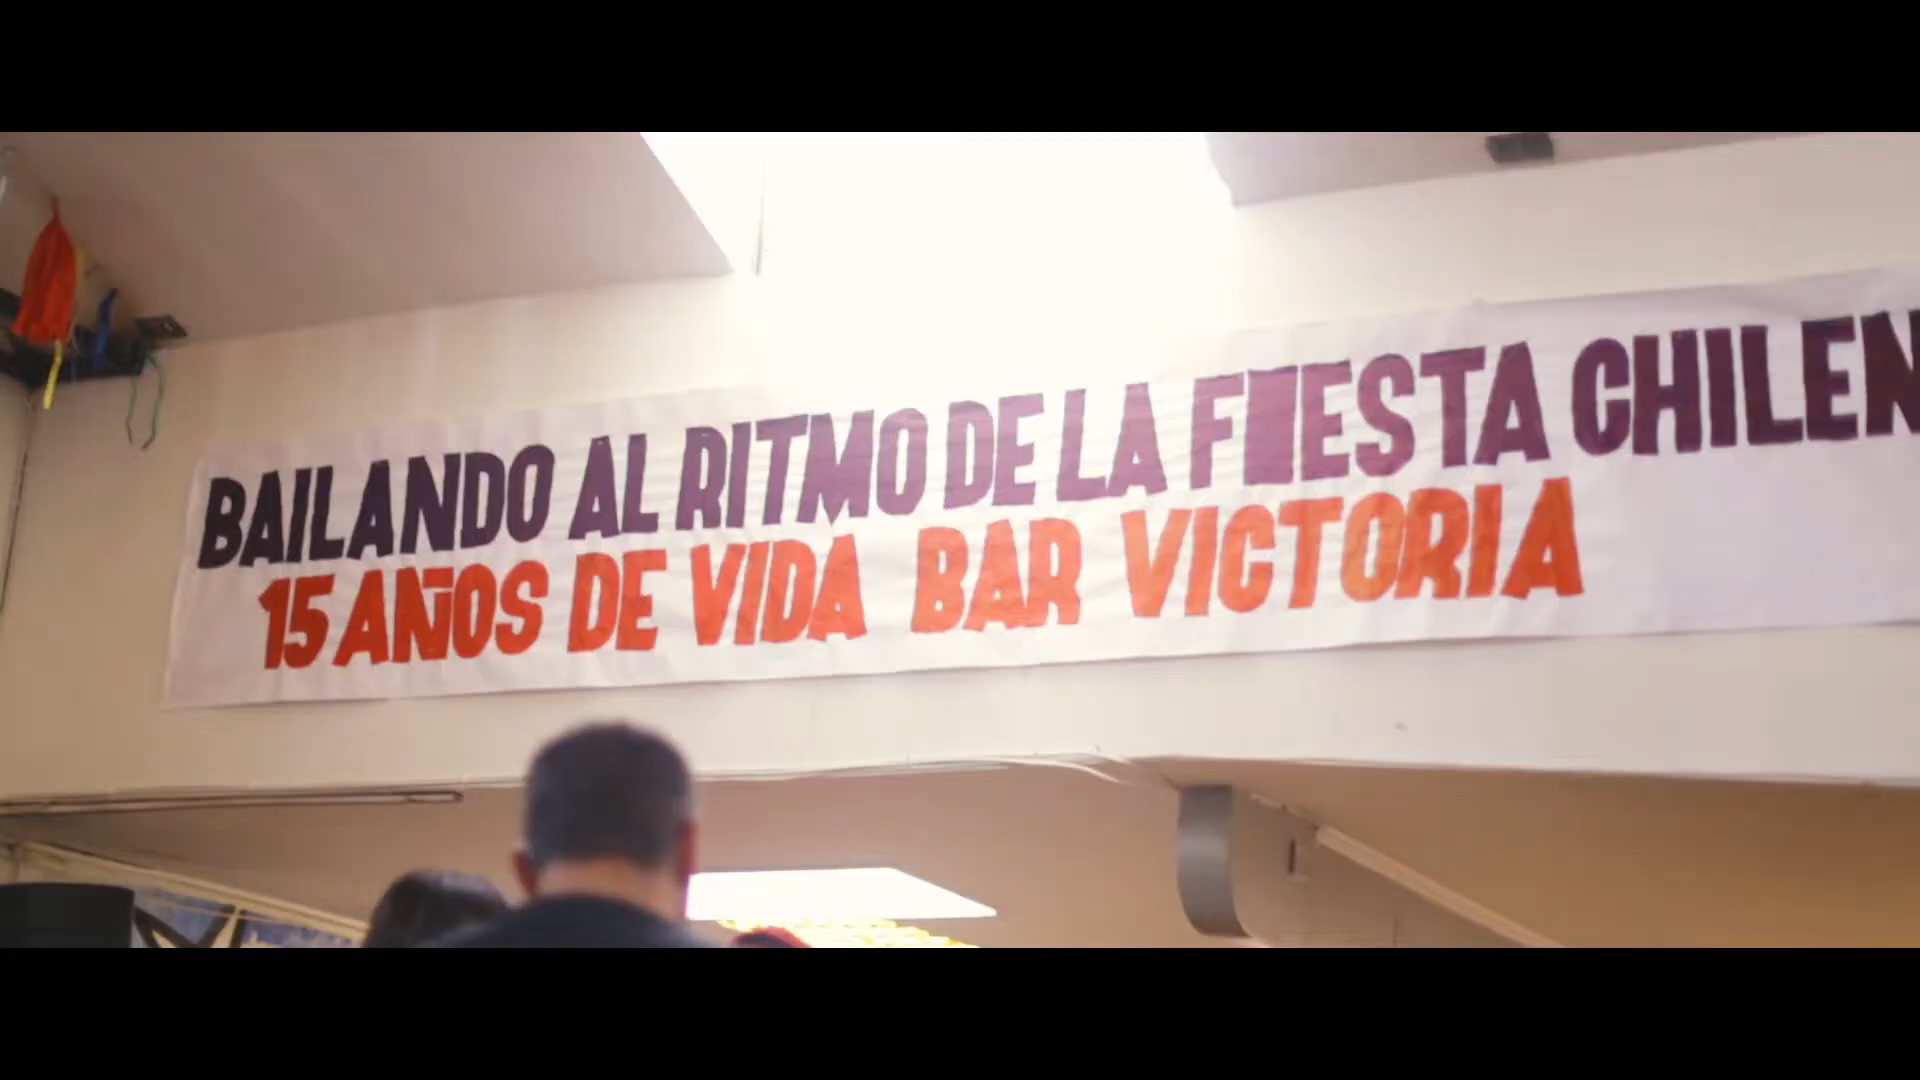 BAILANDO AL RITMO DE LA FIESTA CHILEN
15 AÑOS DE VIDA BAR VICTORIA